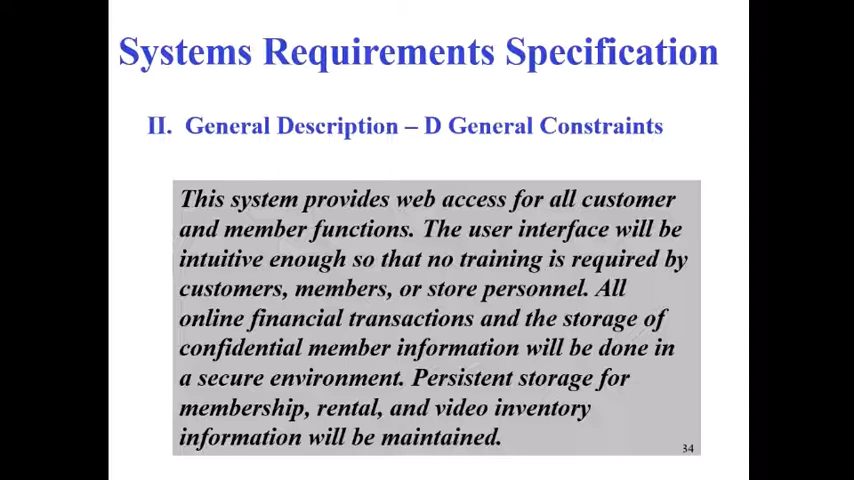 Systems Requirements Specification
II. General Description – D General Constraints
This system provides web access for all customer
and member functions. The user interface will be
intuitive enough so that no training is required by
customers, members, or store personnel. All
online financial transactions and the storage of
confidential member information will be done in
a secure environment. Persistent storage for
membership, rental, and video inventory
information will be maintained.
34